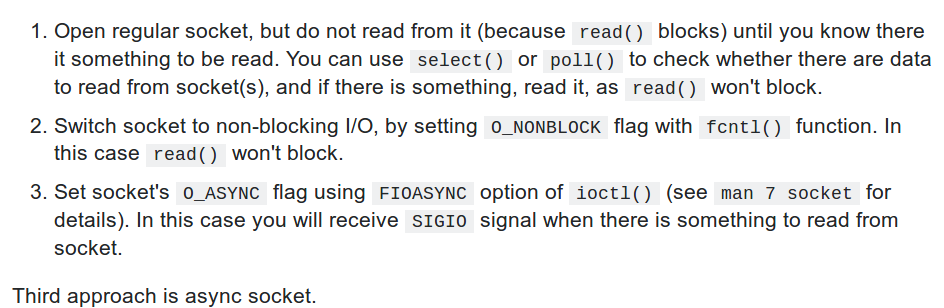 1. Open regular socket, but do not read from it (because read() blocks) until you know there
it something to be read. You can use select() or poll() to check whether there are data
to read from socket(s), and if there is something, read it, as read() won't block.
2. Switch socket to non-blocking I/O, by setting O_NONBLOCK flag with fcntl() function. In
this case read() won't block.
3. Set socket's O_ASYNC flag using FIOASYNC option of ioctl() (see man 7 socket for
details). In this case you will receive SIGIO signal when there is something to read from
socket.
Third approach is async socket.